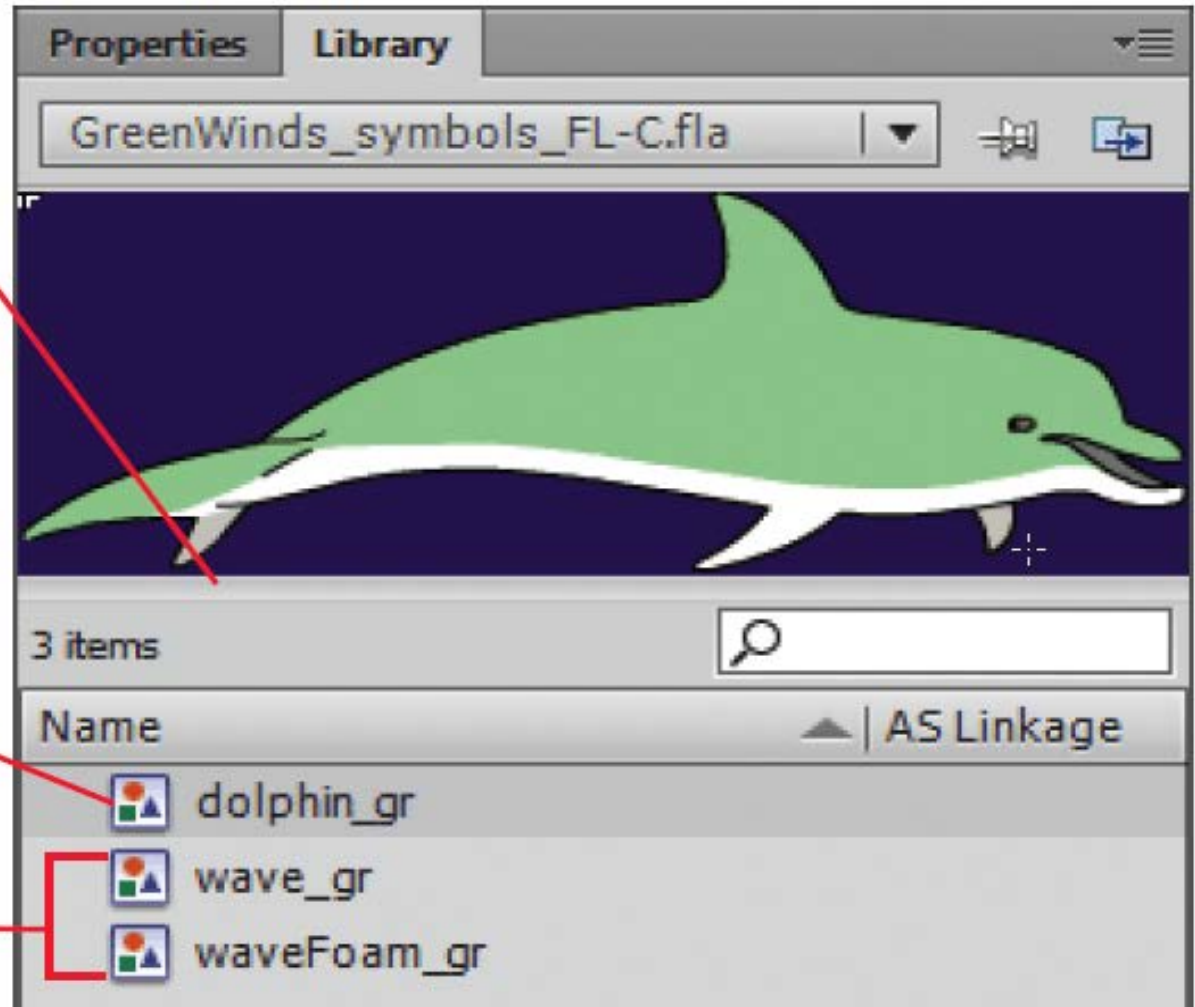 Properties Library
GreenWinds_symbols_FL-C.fla
3 items
Name AS Linkage
dolphin_gr
wave_gr
waveFoam_gr